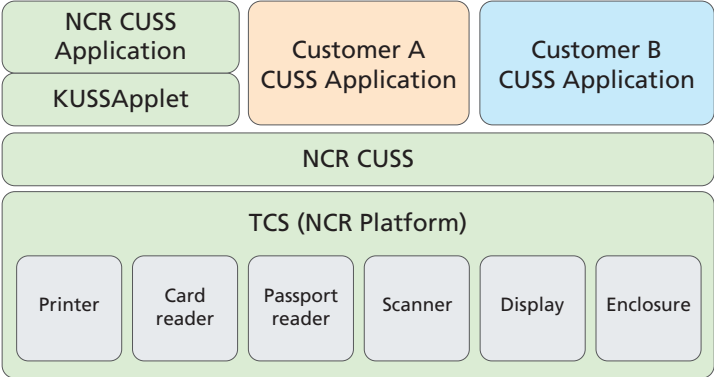 NCR CUSS
Application
KUSSApplet
Customer A
CUSS Application
Customer B
CUSS Application
NCR CUSS
TCS (NCR Platform)
Printer
Card
reader
Passport
reader
Scanner
Display
Enclosure